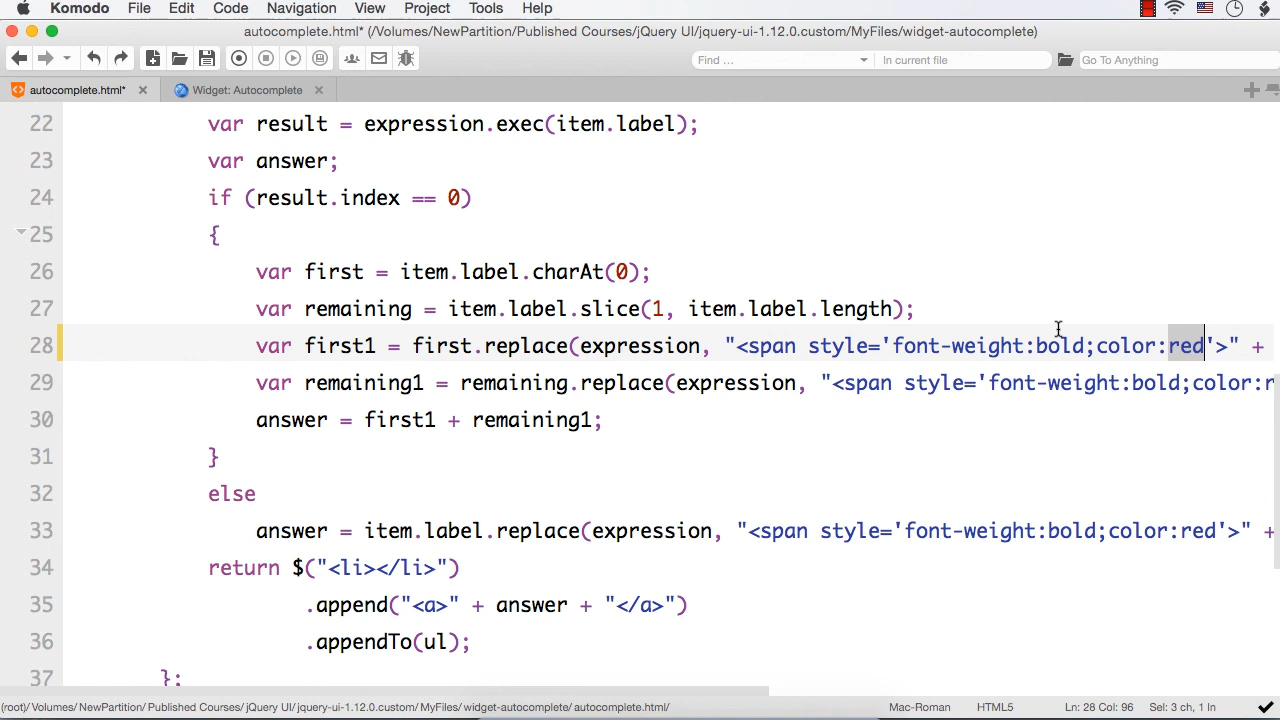 Komodo File Edit Code Navigation View Project Tools Help
autocomplete.html* (/Volumes/NewPartition/Published Courses/jQuery UI/jquery-ui-1.12.0.custom/MyFiles/widget-autocomplete)
Find ... In current file Go To Anything
autocomplete.html* Widget: Autocomplete
22 var result = expression.exec(item.label);
23 var answer;
24 if (result.index == 0)
25 {
26 var first = item.label.charAt(0);
27 var remaining = item.label.slice(1, item.label.length);
28 var first1 = first.replace(expression, "<span style='font-weight:bold;color:red'>" +
29 var remaining1 = remaining.replace(expression, "<span style='font-weight:bold;color:r
30 answer = first1 + remaining1;
31 }
32 else
33 answer = item.label.replace(expression, "<span style='font-weight:bold;color:red'>" +
34 return $("<li></li>")
35 .append("<a>" + answer + "</a>")
36 .appendTo(ul);
37 };
(root)/ Volumes/ NewPartition/ Published Courses/ jQuery UI/ jquery-ui-1.12.0.custom/ MyFiles/ widget-autocomplete/ autocomplete.html/ Mac-Roman HTML5 Ln: 28 Col: 96 Sel: 3 ch, 1 ln